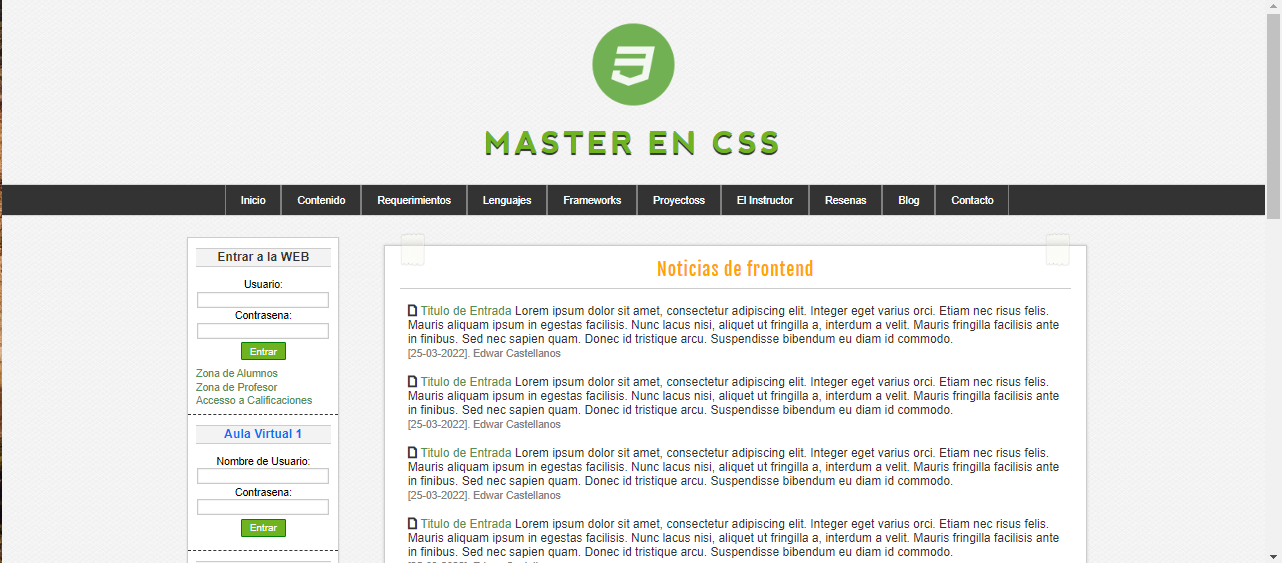 MASTER EN CSS
Inicio Contenido Requerimientos Lenguajes Frameworks Proyectoss El Instructor Resenas Blog Contacto
Entrar a la WEB
Usuario:
Contrasena:
Entrar
Zona de Alumnos
Zona de Profesor
Accesso a Calificaciones
Aula Virtual 1
Nombre de Usuario:
Contrasena:
Entrar
Noticias de frontend
Titulo de Entrada Lorem ipsum dolor sit amet, consectetur adipiscing elit. Integer eget varius orci. Etiam nec risus felis.
Mauris aliquam ipsum in egestas facilisis. Nunc lacus nisi, aliquet ut fringilla a, interdum a velit. Mauris fringilla facilisis ante
in finibus. Sed nec sapien quam. Donec id tristique arcu. Suspendisse bibendum eu diam id commodo.
[25-03-2022]. Edwar Castellanos
Titulo de Entrada Lorem ipsum dolor sit amet, consectetur adipiscing elit. Integer eget varius orci. Etiam nec risus felis.
Mauris aliquam ipsum in egestas facilisis. Nunc lacus nisi, aliquet ut fringilla a, interdum a velit. Mauris fringilla facilisis ante
in finibus. Sed nec sapien quam. Donec id tristique arcu. Suspendisse bibendum eu diam id commodo.
[25-03-2022]. Edwar Castellanos
Titulo de Entrada Lorem ipsum dolor sit amet, consectetur adipiscing elit. Integer eget varius orci. Etiam nec risus felis.
Mauris aliquam ipsum in egestas facilisis. Nunc lacus nisi, aliquet ut fringilla a, interdum a velit. Mauris fringilla facilisis ante
in finibus. Sed nec sapien quam. Donec id tristique arcu. Suspendisse bibendum eu diam id commodo.
[25-03-2022]. Edwar Castellanos
Titulo de Entrada Lorem ipsum dolor sit amet, consectetur adipiscing elit. Integer eget varius orci. Etiam nec risus felis.
Mauris aliquam ipsum in egestas facilisis. Nunc lacus nisi, aliquet ut fringilla a, interdum a velit. Mauris fringilla facilisis ante
in finibus. Sed nec sapien quam. Donec id tristique arcu. Suspendisse bibendum eu diam id commodo.